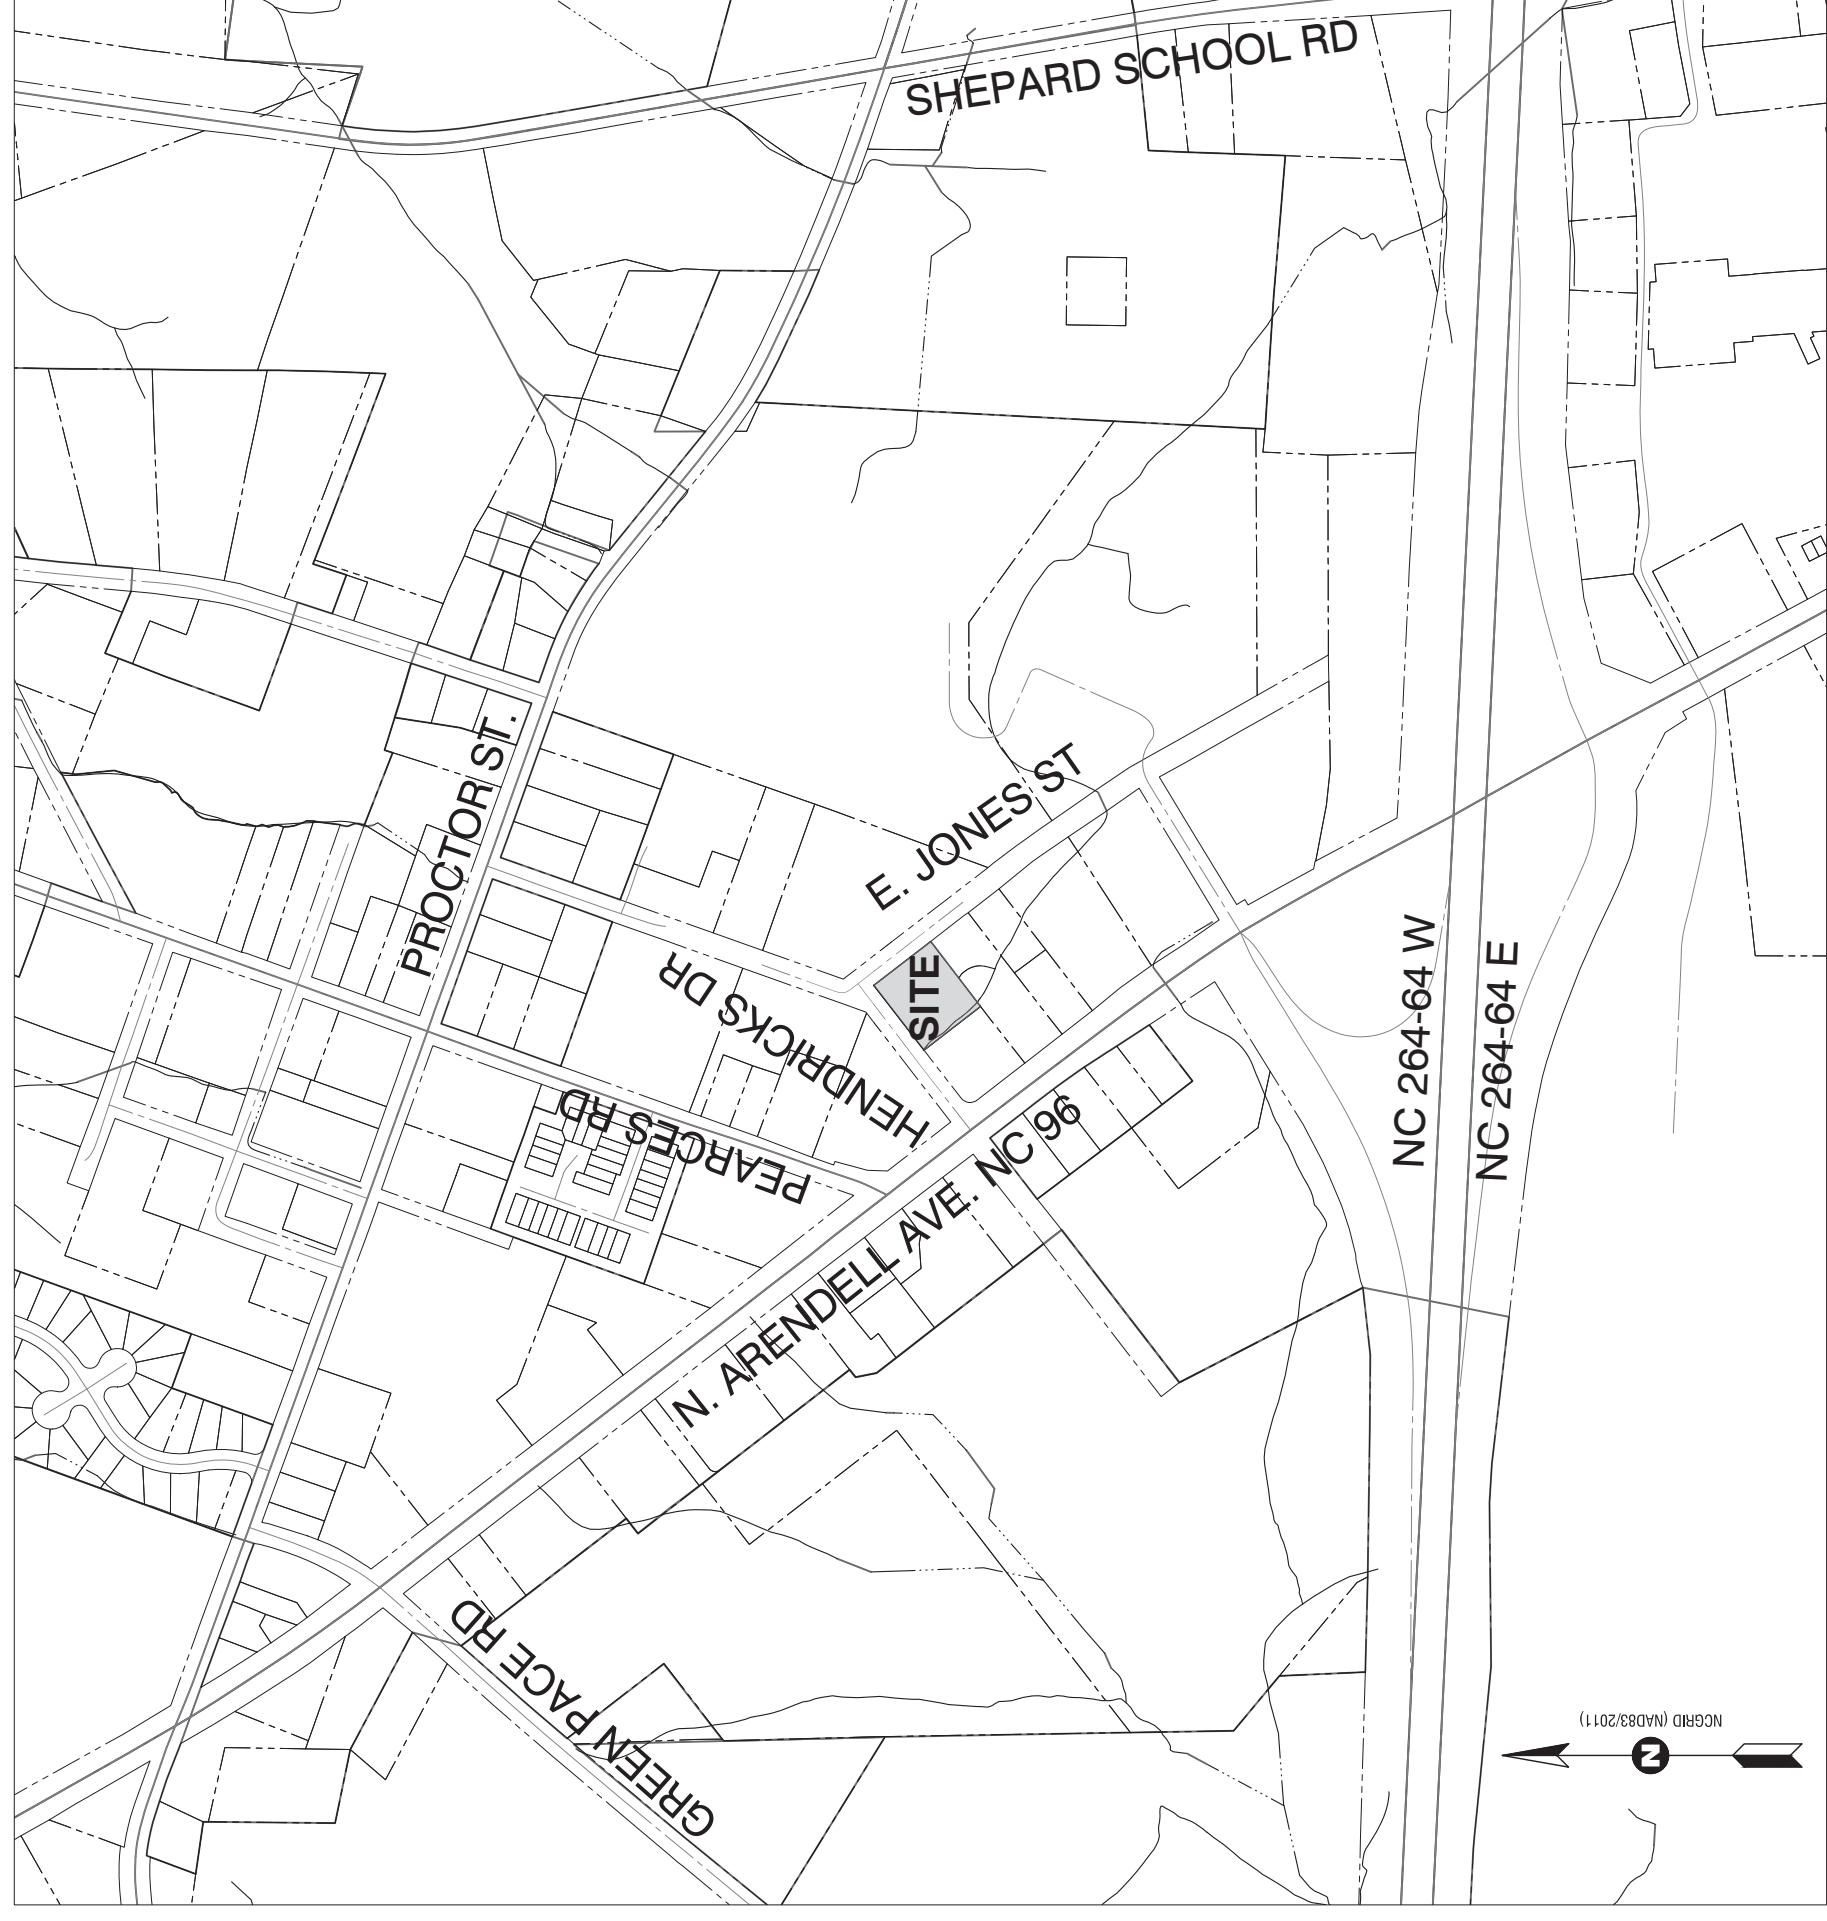 SHEPARD SCHOOL RD
PROCTOR ST.
E. JONES ST
SITE
HENDRICKS DR
PEARCES RD
N. ARENDELL AVE. NC 96
NC 264-64 W
NC 264-64 E
GREEN PACE RD
NCGRID (NAD83/2011)
N